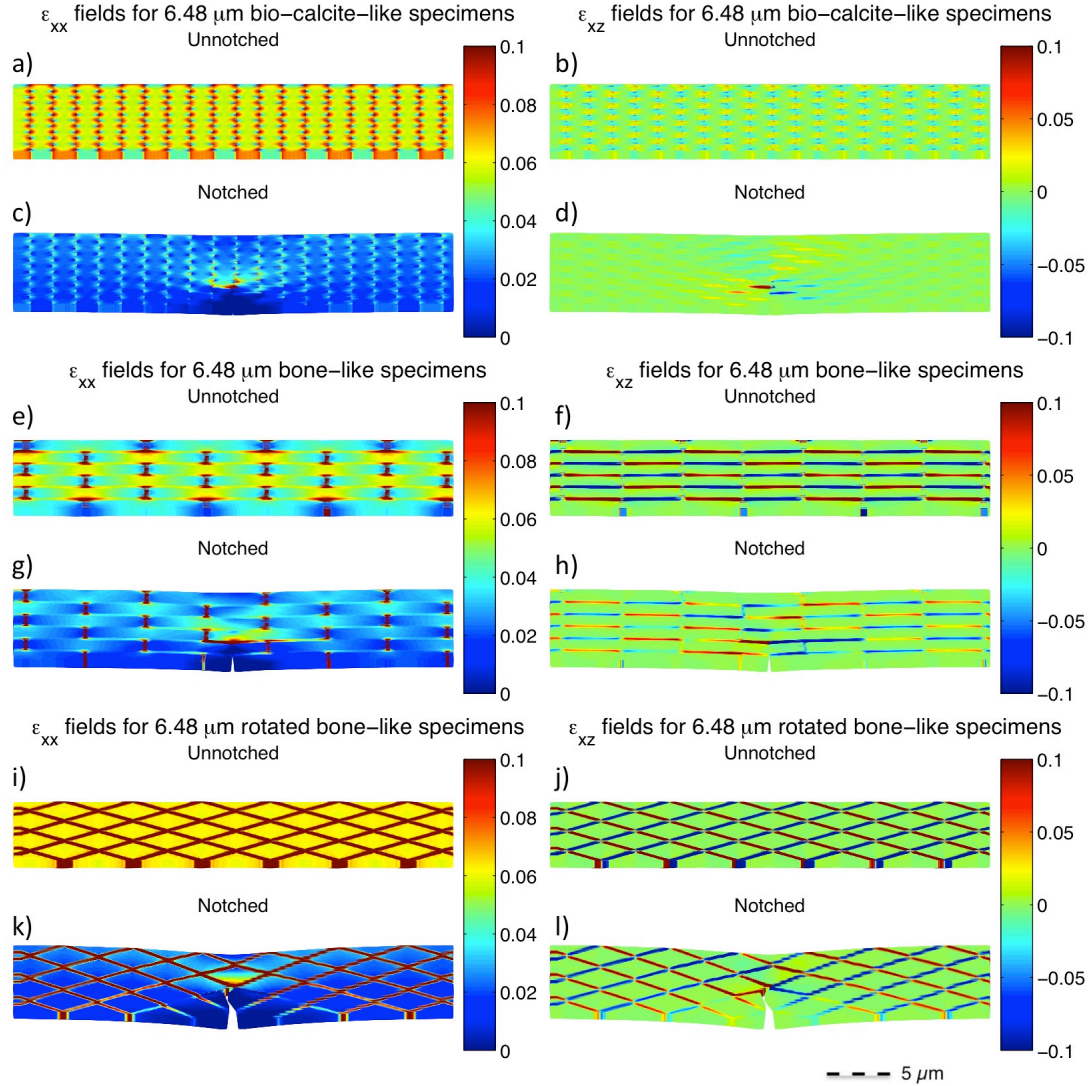 εxx fields for 6.48 μm bio−calcite−like specimens
Unnotched
a)
0.1
0.08
0.06
0.04
0.02
0
Notched
c)
εxz fields for 6.48 μm bio−calcite−like specimens
Unnotched
b)
0.1
0.05
0
−0.05
−0.1
Notched
d)
εxx fields for 6.48 μm bone−like specimens
Unnotched
e)
0.1
0.08
0.06
0.04
0.02
0
Notched
g)
εxz fields for 6.48 μm bone−like specimens
Unnotched
f)
0.1
0.05
0
−0.05
−0.1
Notched
h)
εxx fields for 6.48 μm rotated bone−like specimens
Unnotched
i)
0.1
0.08
0.06
0.04
0.02
0
Notched
k)
εxz fields for 6.48 μm rotated bone−like specimens
Unnotched
j)
0.1
0.05
0
−0.05
−0.1
Notched
l)
5 μm